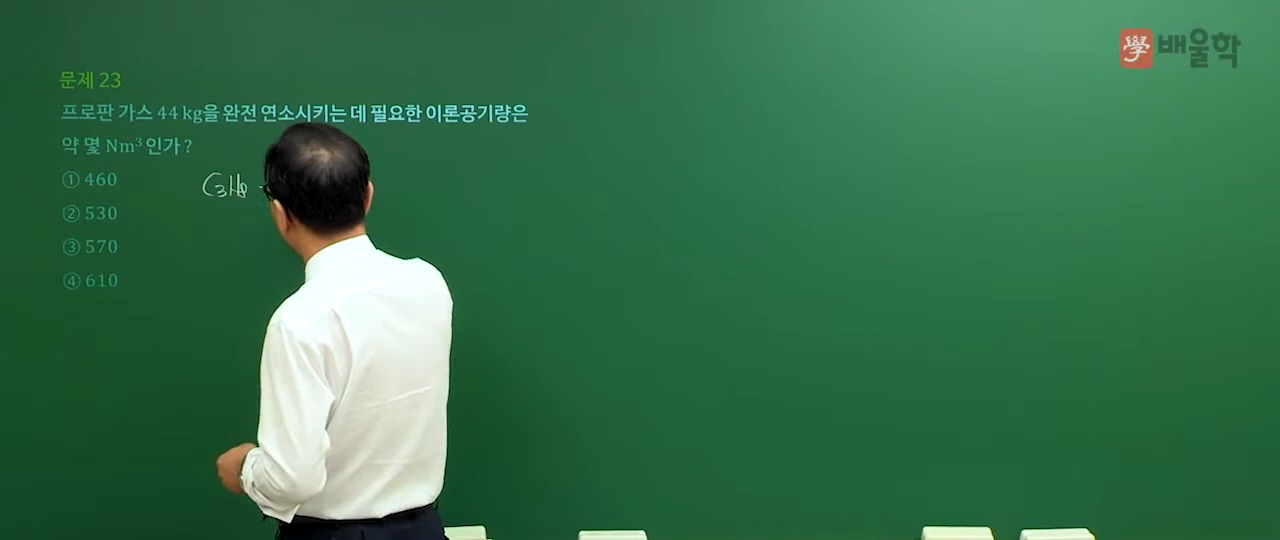 學 배울학
문제 23
프로판 가스 44 kg을 완전 연소시키는 데 필요한 이론공기량은
약 몇 Nm³ 인가 ?
① 460
② 530
③ 570
④ 610
C₃H₈